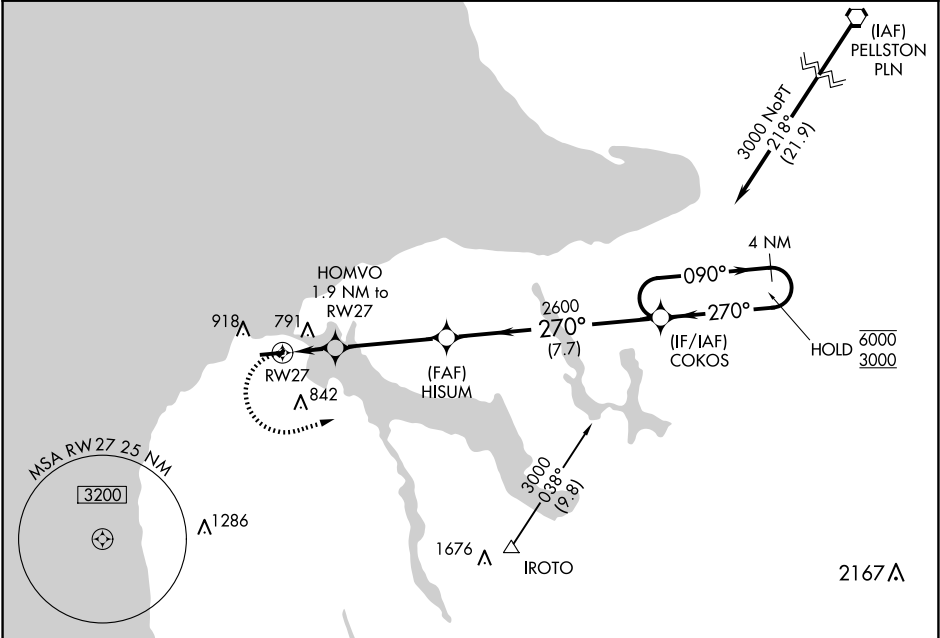 (IAF)
PELLSTON
PLN
3000 NoPT
218°
(21.9)
4 NM
090°
270°
HOLD
6000
3000
(IF/IAF)
COKOS
2600
270°
(7.7)
HOMVO
1.9 NM to
RW27
918
791
RW27
842
(FAF)
HISUM
MSA RW27 25 NM
3200
1286
3000
038°
(9.8)
1676
IROTO
2167